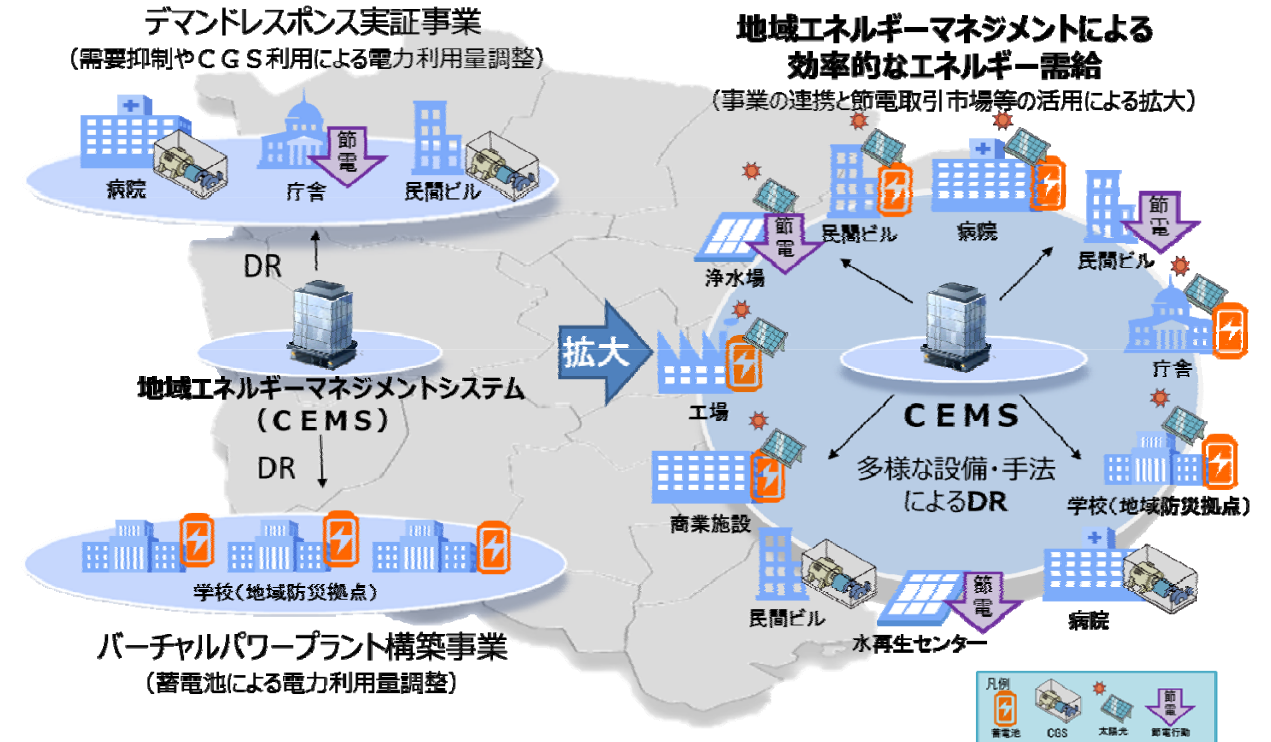 デマンドレスポンス実証事業
（需要抑制やＣＧＳ利用による電力利用量調整）
節電
病院
庁舎
民間ビル
DR
地域エネルギーマネジメントシステム
（ＣＥＭＳ）
DR
学校（地域防災拠点）
バーチャルパワープラント構築事業
（蓄電池による電力利用量調整）
拡大
地域エネルギーマネジメントによる
効率的なエネルギー需給
（事業の連携と節電取引市場等の活用による拡大）
民間ビル
病院
節電
民間ビル
節電
浄水場
庁舎
工場
ＣＥＭＳ
多様な設備・手法
によるDR
学校（地域防災拠点）
商業施設
民間ビル
節電
水再生センター
病院
凡例
節電
蓄電池
CGS
太陽光
節電行動